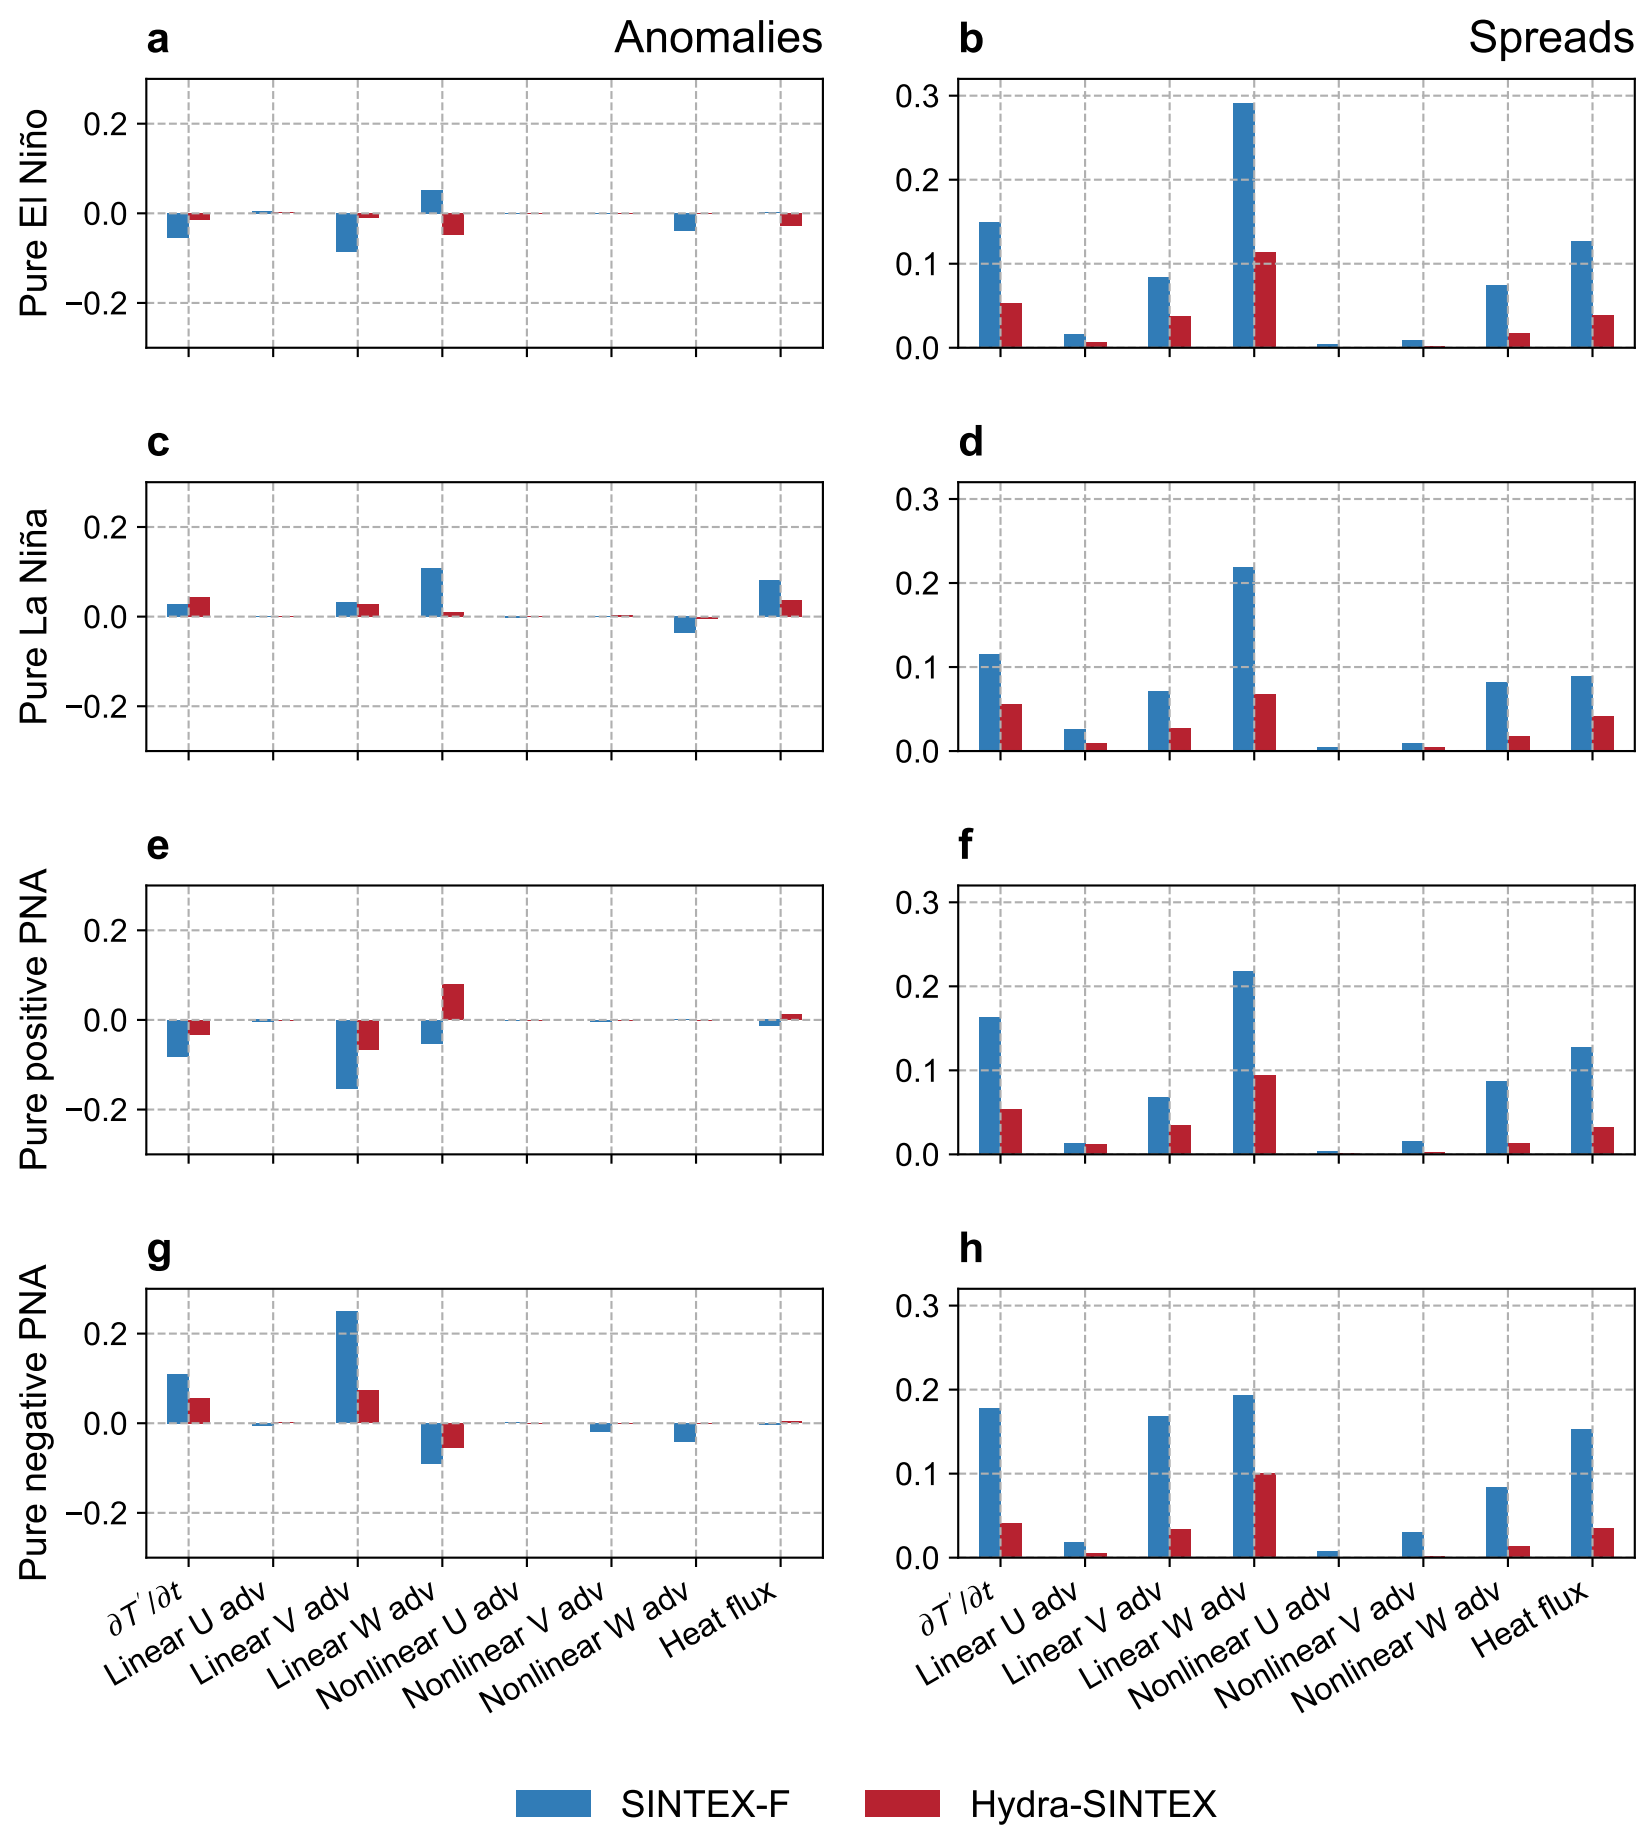 a Anomalies b Spreads
Pure El Niño
0.2
0.0
−0.2
0.3
0.2
0.1
0.0
c d
Pure La Niña
0.2
0.0
−0.2
0.3
0.2
0.1
0.0
e f
Pure positive PNA
0.2
0.0
−0.2
0.3
0.2
0.1
0.0
g h
Pure negative PNA
0.2
0.0
−0.2
0.3
0.2
0.1
0.0
∂T′/∂t
Linear U adv
Linear V adv
Linear W adv
Nonlinear U adv
Nonlinear V adv
Nonlinear W adv
Heat flux
∂T′/∂t
Linear U adv
Linear V adv
Linear W adv
Nonlinear U adv
Nonlinear V adv
Nonlinear W adv
Heat flux
SINTEX-F Hydra-SINTEX